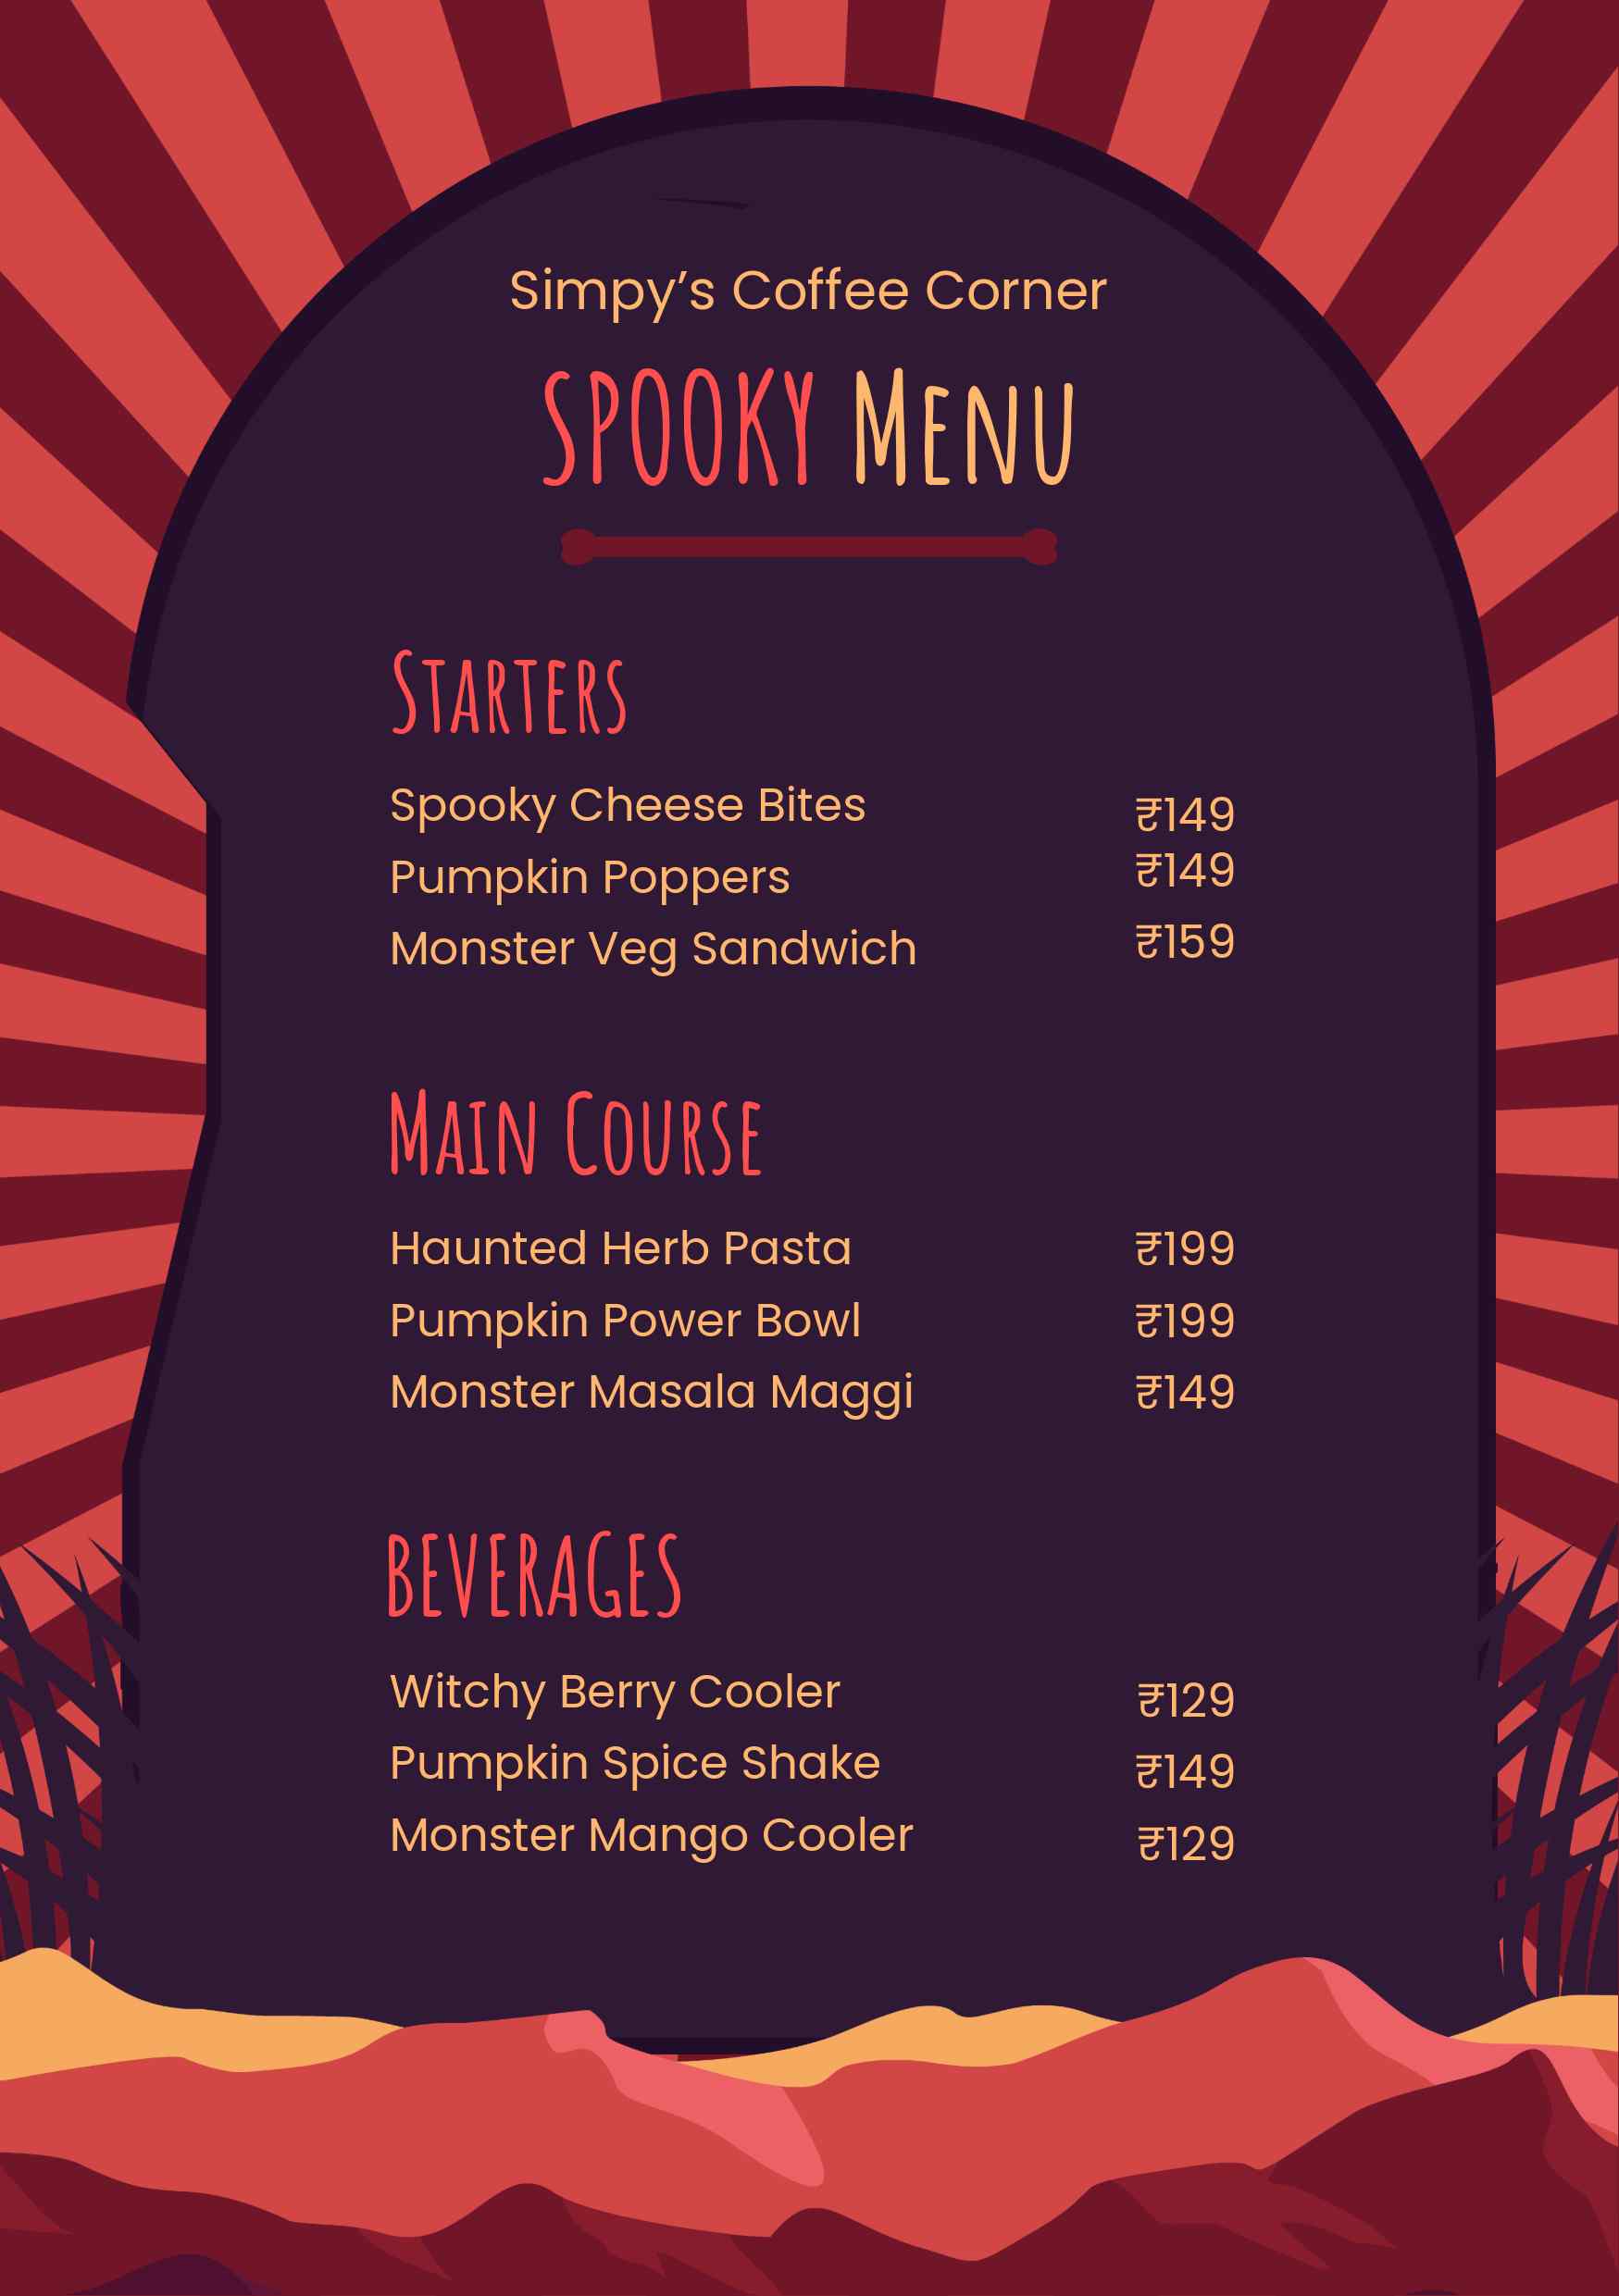 Simpy’s Coffee Corner
SPOOKY MENU
STARTERS
Spooky Cheese Bites ₹149
Pumpkin Poppers ₹149
Monster Veg Sandwich ₹159
MAIN COURSE
Haunted Herb Pasta ₹199
Pumpkin Power Bowl ₹199
Monster Masala Maggi ₹149
BEVERAGES
Witchy Berry Cooler ₹129
Pumpkin Spice Shake ₹149
Monster Mango Cooler ₹129